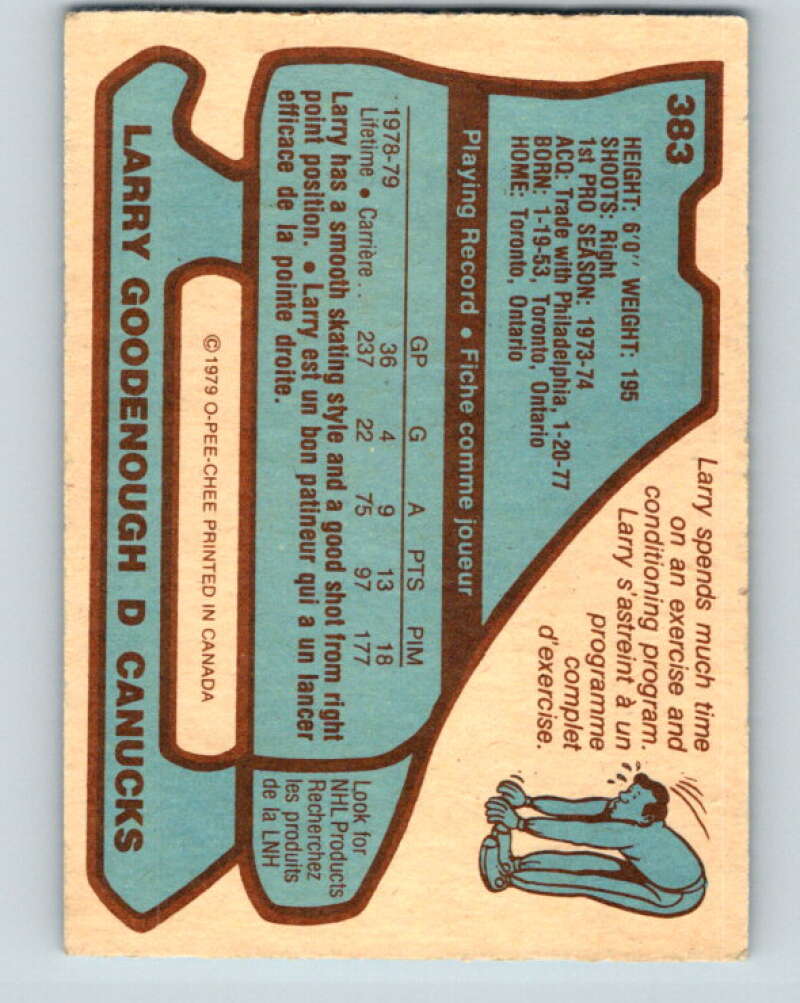 383
HEIGHT: 6'0" WEIGHT: 195
SHOOTS: Right
1st PRO SEASON: 1973-74
ACQ: Trade with Philadelphia, 1-20-77
BORN: 1-19-53, Toronto, Ontario
HOME: Toronto, Ontario
Larry spends much time
on an exercise and
conditioning program.
Larry s'astreint à un
programme
complet
d'exercise.
Playing Record • Fiche comme joueur
GP G A PTS PIM
1978-79 36 4 9 13 18
Lifetime • Carrière... 237 22 75 97 177
Larry has a smooth skating style and a good shot from right
point position. • Larry est un bon patineur qui a un lancer
efficace de la pointe droite.
Look for
NHL Products
Recherchez
les produits
de la LNH
©1979 O-PEE-CHEE PRINTED IN CANADA
LARRY GOODENOUGH D CANUCKS